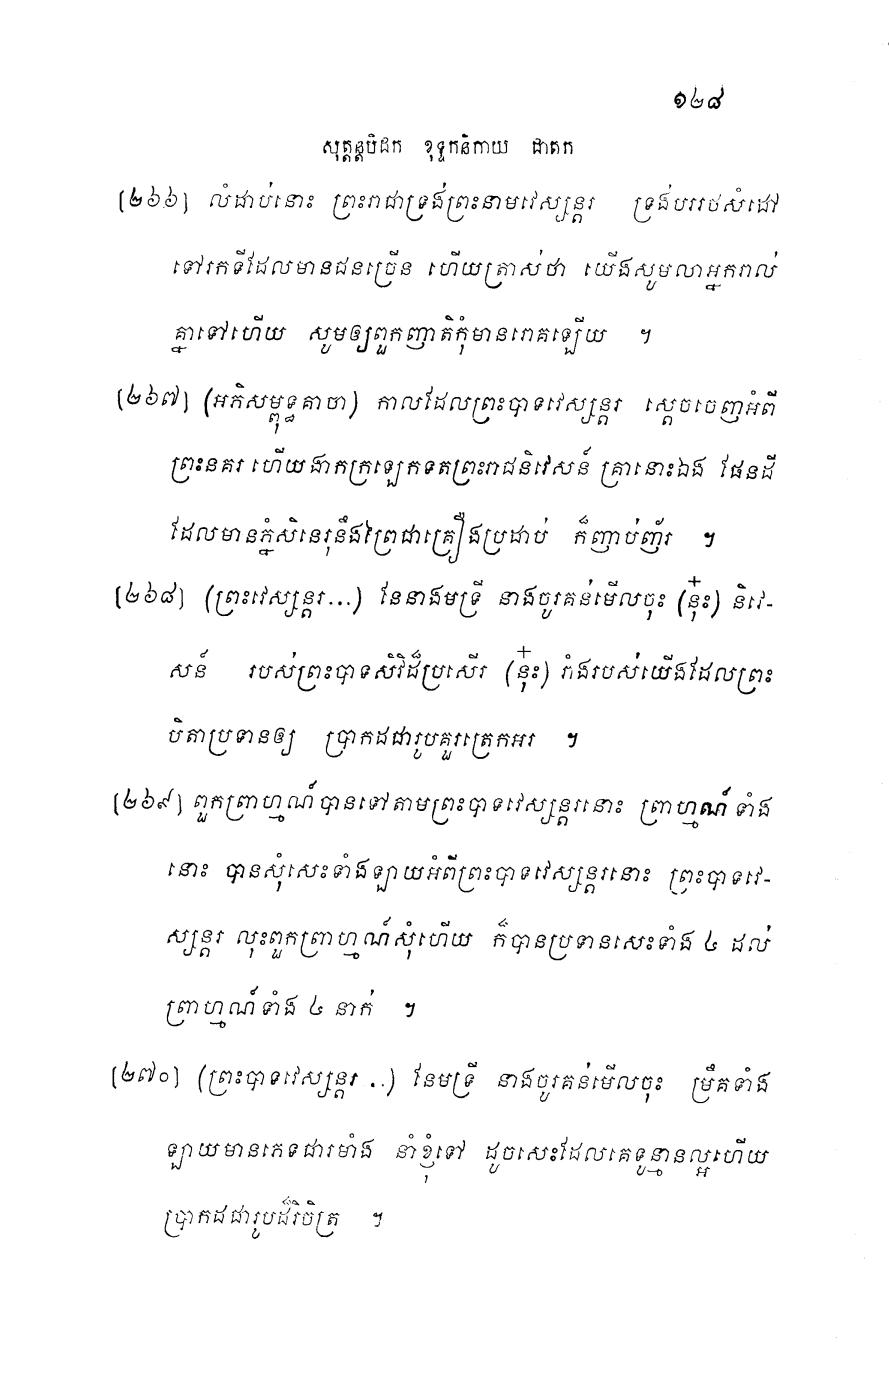 ១២៨
សុត្តន្តបិដក ខុទ្ទកនិកាយ ជាតក
[២៦៦] លំដាប់នោះ ព្រះរាជាទ្រង់ព្រះនាមវេស្សន្តរ ទ្រង់បររថសំដៅ
ទៅរកទីដែលមានជនច្រើន ហើយត្រាស់ថា យើងសូមលាអ្នករាល់
គ្នាទៅហើយ សូមឲ្យពួកញាតិកុំមានរោគឡើយ ។
[២៦៧] (អភិសម្ពុទ្ធគាថា) កាលដែលព្រះបាទវេស្សន្តរ ស្តេចចេញអំពី
ព្រះនគរ ហើយងាកក្រឡេកទតព្រះរាជនិវេសន៍ គ្រានោះឯង ផែនដី
ដែលមានភ្នំសិនេរុនឹងព្រៃជាគ្រឿងប្រដាប់ ក៏ញាប់ញ័រ ។
[២៦៨] (ព្រះវេស្សន្តរ...) នែនាងមទ្រី នាងចូរគន់មើលចុះ (នុ៎ះ) និវេ-
សន៍ របស់ព្រះបាទសិវិដ៏ប្រសើរ (នុ៎ះ) វាំងរបស់យើងដែលព្រះ
បិតាប្រទានឲ្យ ប្រាកដជារូបគួរត្រេកអរ ។
[២៦៩] ពួកព្រាហ្មណ៍បានទៅតាមព្រះបាទវេស្សន្តរនោះ ព្រាហ្មណ៍ទាំង
នោះ បានសុំសេះទាំងឡាយអំពីព្រះបាទវេស្សន្តរនោះ ព្រះបាទវេ-
ស្សន្តរ លុះពួកព្រាហ្មណ៍សុំហើយ ក៏បានប្រទានសេះទាំង ៤ ដល់
ព្រាហ្មណ៍ទាំង ៤ នាក់ ។
[២៧០] (ព្រះបាទវេស្សន្តរ ..) នែមទ្រី នាងចូរគន់មើលចុះ ម្រឹគទាំង
ឡាយមានភេទជារមាំង នាំខ្ញុំទៅ ដូចសេះដែលគេទូន្មានល្អហើយ
ប្រាកដជារូបដ៏វិចិត្រ ។